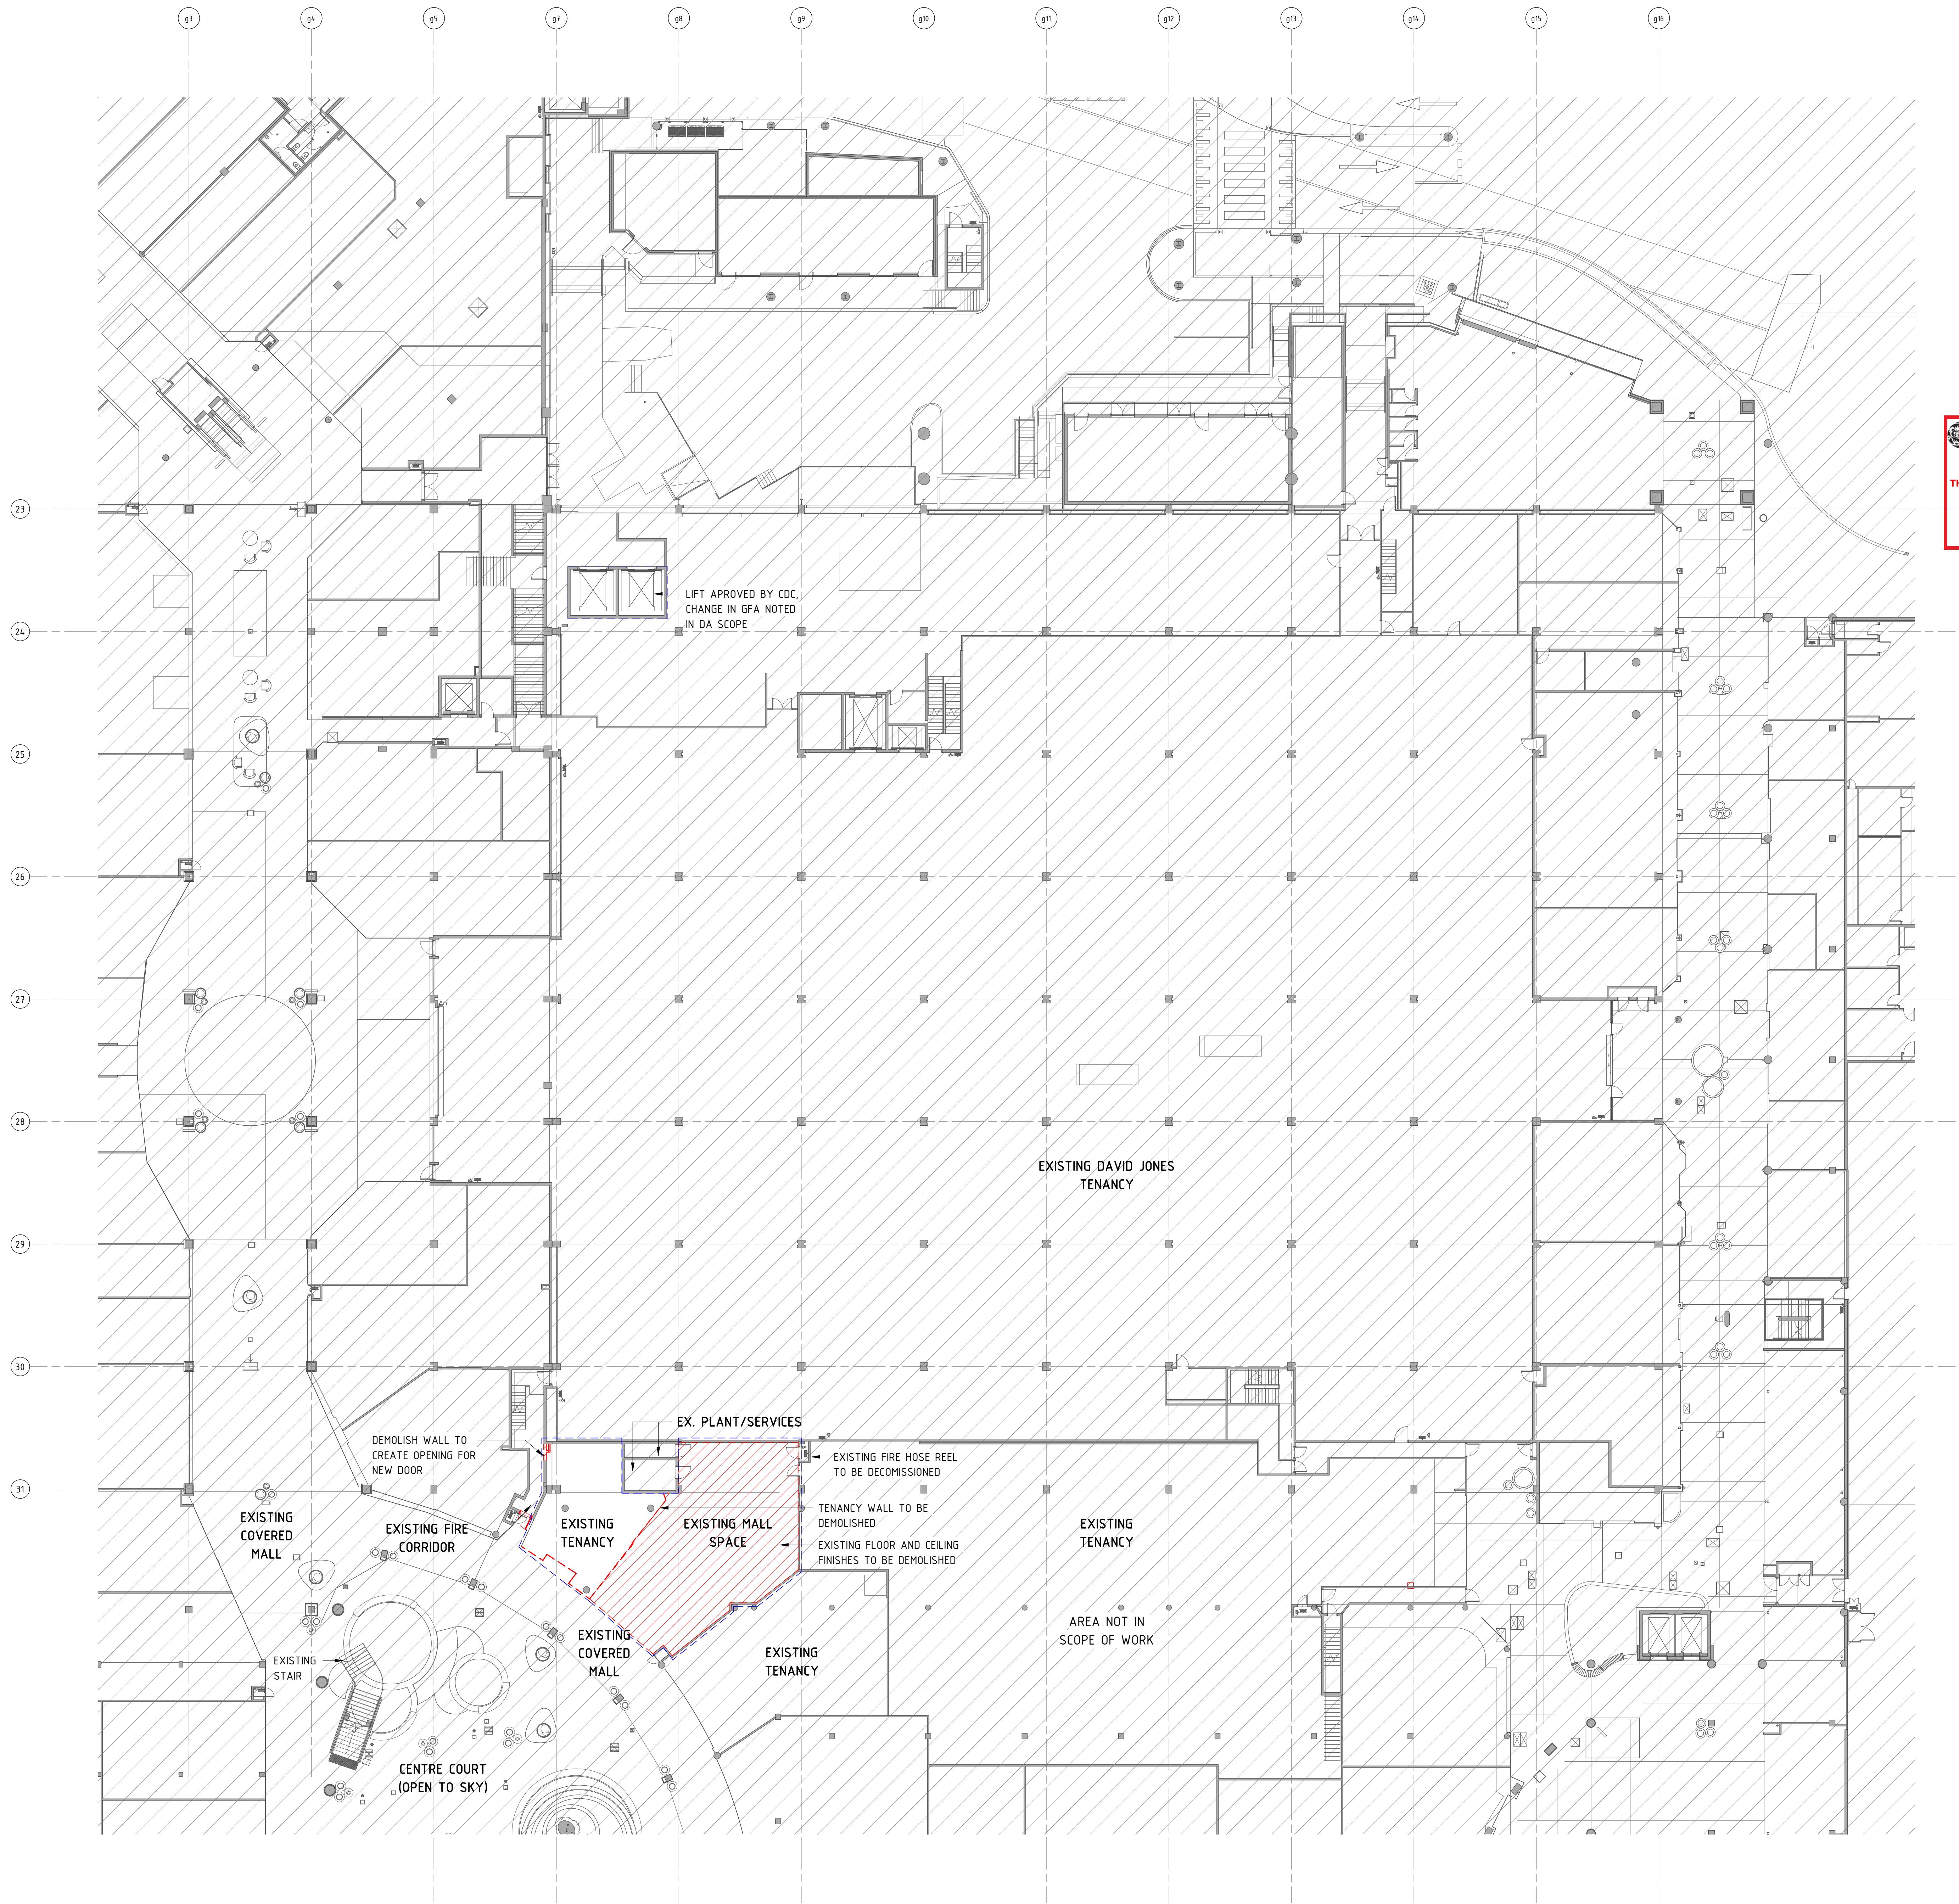 g3
g4
g5
g7
g8
g9
g10
g11
g12
g13
g14
g15
g16
TH
23
24
25
26
27
28
29
30
31
LIFT APROVED BY CDC,
CHANGE IN GFA NOTED
IN DA SCOPE
EXISTING DAVID JONES
TENANCY
EX. PLANT/SERVICES
DEMOLISH WALL TO
CREATE OPENING FOR
NEW DOOR
EXISTING FIRE HOSE REEL
TO BE DECOMISSIONED
TENANCY WALL TO BE
DEMOLISHED
EXISTING FLOOR AND CEILING
FINISHES TO BE DEMOLISHED
EXISTING
COVERED
MALL
EXISTING FIRE
CORRIDOR
EXISTING
TENANCY
EXISTING MALL
SPACE
EXISTING
TENANCY
EXISTING
COVERED
MALL
EXISTING
TENANCY
AREA NOT IN
SCOPE OF WORK
EXISTING
STAIR
CENTRE COURT
(OPEN TO SKY)